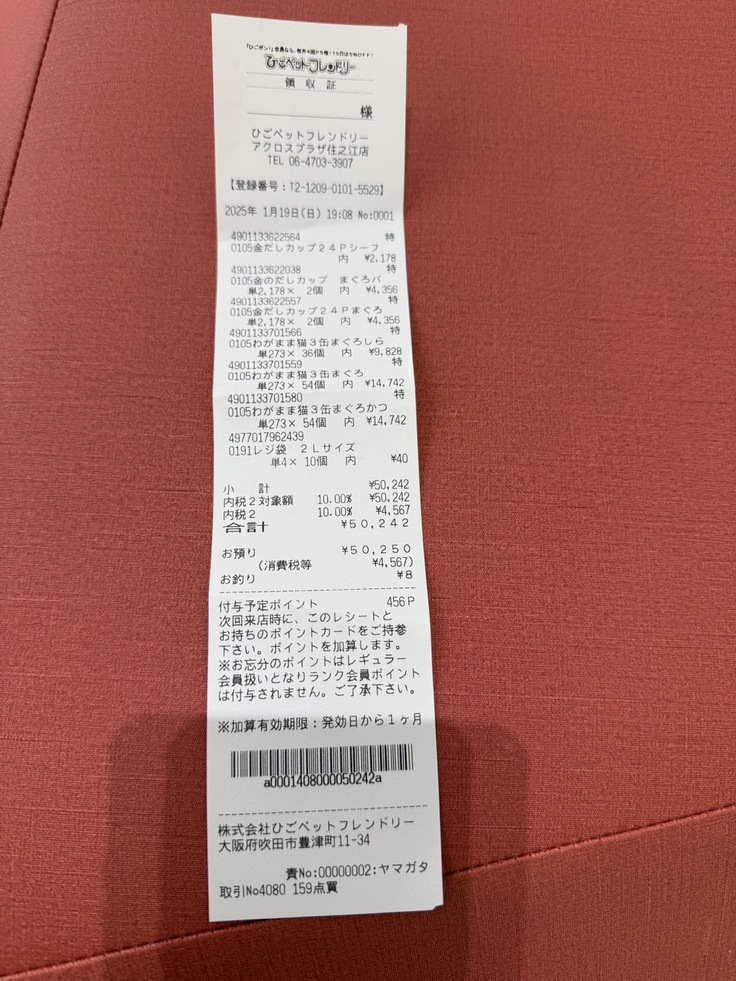 「ひごポン!」会員なら、毎月4回P5倍!15日は5%OFF!
ひごペットフレンドリー
領収証
様
ひごペットフレンドリー
アクロスプラザ住之江店
TEL 06-4703-3907
【登録番号：T2-1209-0101-5529】
2025年 1月19日(日) 19:08 No:0001
4901133622564 特
0105金だしカップ24Pシーフ
内 ¥2,178
4901133622038 特
0105金のだしカップ まぐろバ
単2,178× 2個 内 ¥4,356
4901133622557 特
0105金だしカップ24Pまぐろ
単2,178× 2個 内 ¥4,356
4901133701566 特
0105わがまま猫3缶まぐろしら
単273× 36個 内 ¥9,828
4901133701559 特
0105わがまま猫3缶まぐろ
単273× 54個 内 ¥14,742
4901133701580 特
0105わがまま猫3缶まぐろかつ
単273× 54個 内 ¥14,742
4977017962439
0191レジ袋 2Lサイズ
単4× 10個 内 ¥40
小計 ¥50,242
内税2対象額 10.00% ¥50,242
内税2 10.00% ¥4,567
合計 ¥50,242
お預り ¥50,250
(消費税等 ¥4,567)
お釣り ¥8
付与予定ポイント 456P
次回来店時に、このレシートと
お持ちのポイントカードをご持参
下さい。ポイントを加算します。
※お忘分のポイントはレギュラー
会員扱いとなりランク会員ポイント
は付与されません。ご了承下さい。
※加算有効期限：発効日から1ヶ月
a0001408000050242a
株式会社ひごペットフレンドリー
大阪府吹田市豊津町11-34
責No:00000002:ヤマガタ
取引No4080 159点買